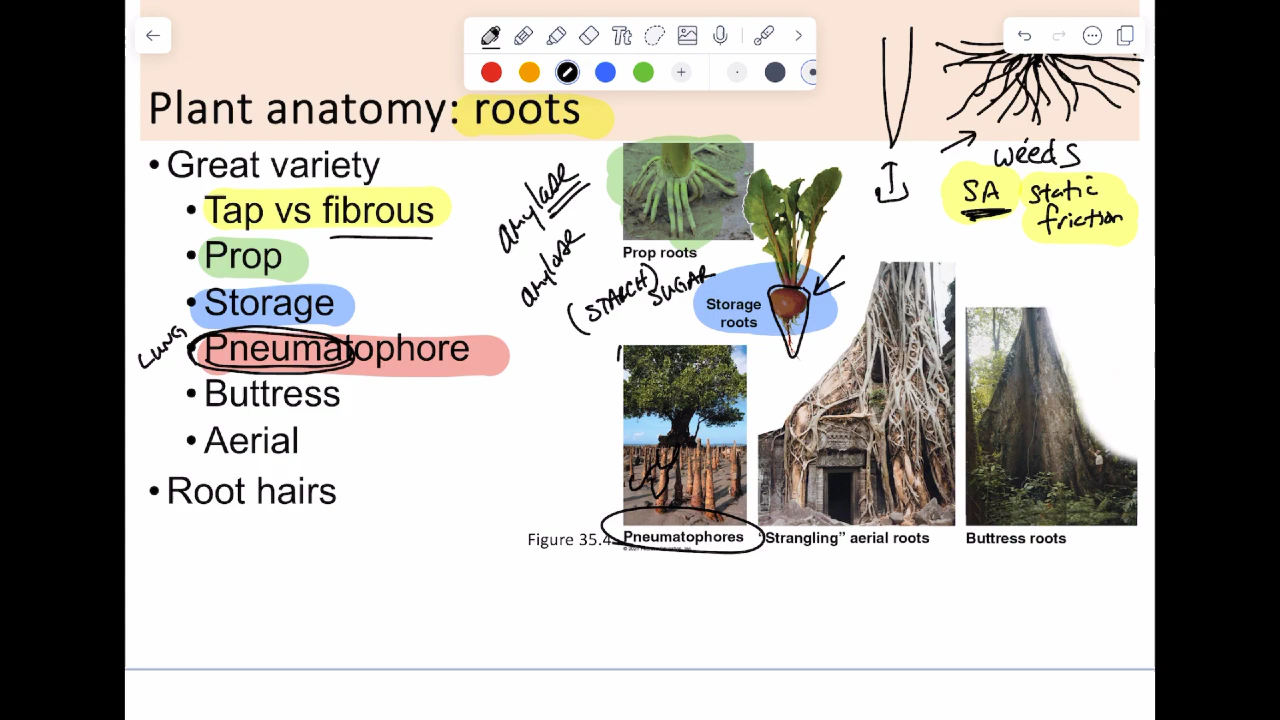 Tt
Plant anatomy: roots
• Great variety
• Tap vs fibrous
• Prop
• Storage
• Pneumatophore
• Buttress
• Aerial
• Root hairs
LUNG
amylase
amylase
(STARCH)
SUGAR
weeds
SA
static
friction
Prop roots
Storage
roots
Figure 35.4
Pneumatophores
"Strangling" aerial roots
Buttress roots